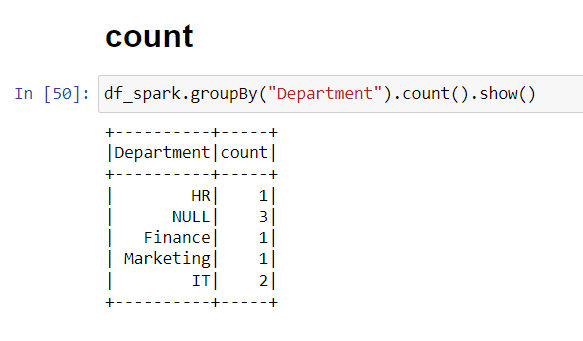 count
In [50]: df_spark.groupBy("Department").count().show()
+----------+-----+
|Department|count|
+----------+-----+
|        HR|    1|
|      NULL|    3|
|   Finance|    1|
| Marketing|    1|
|        IT|    2|
+----------+-----+